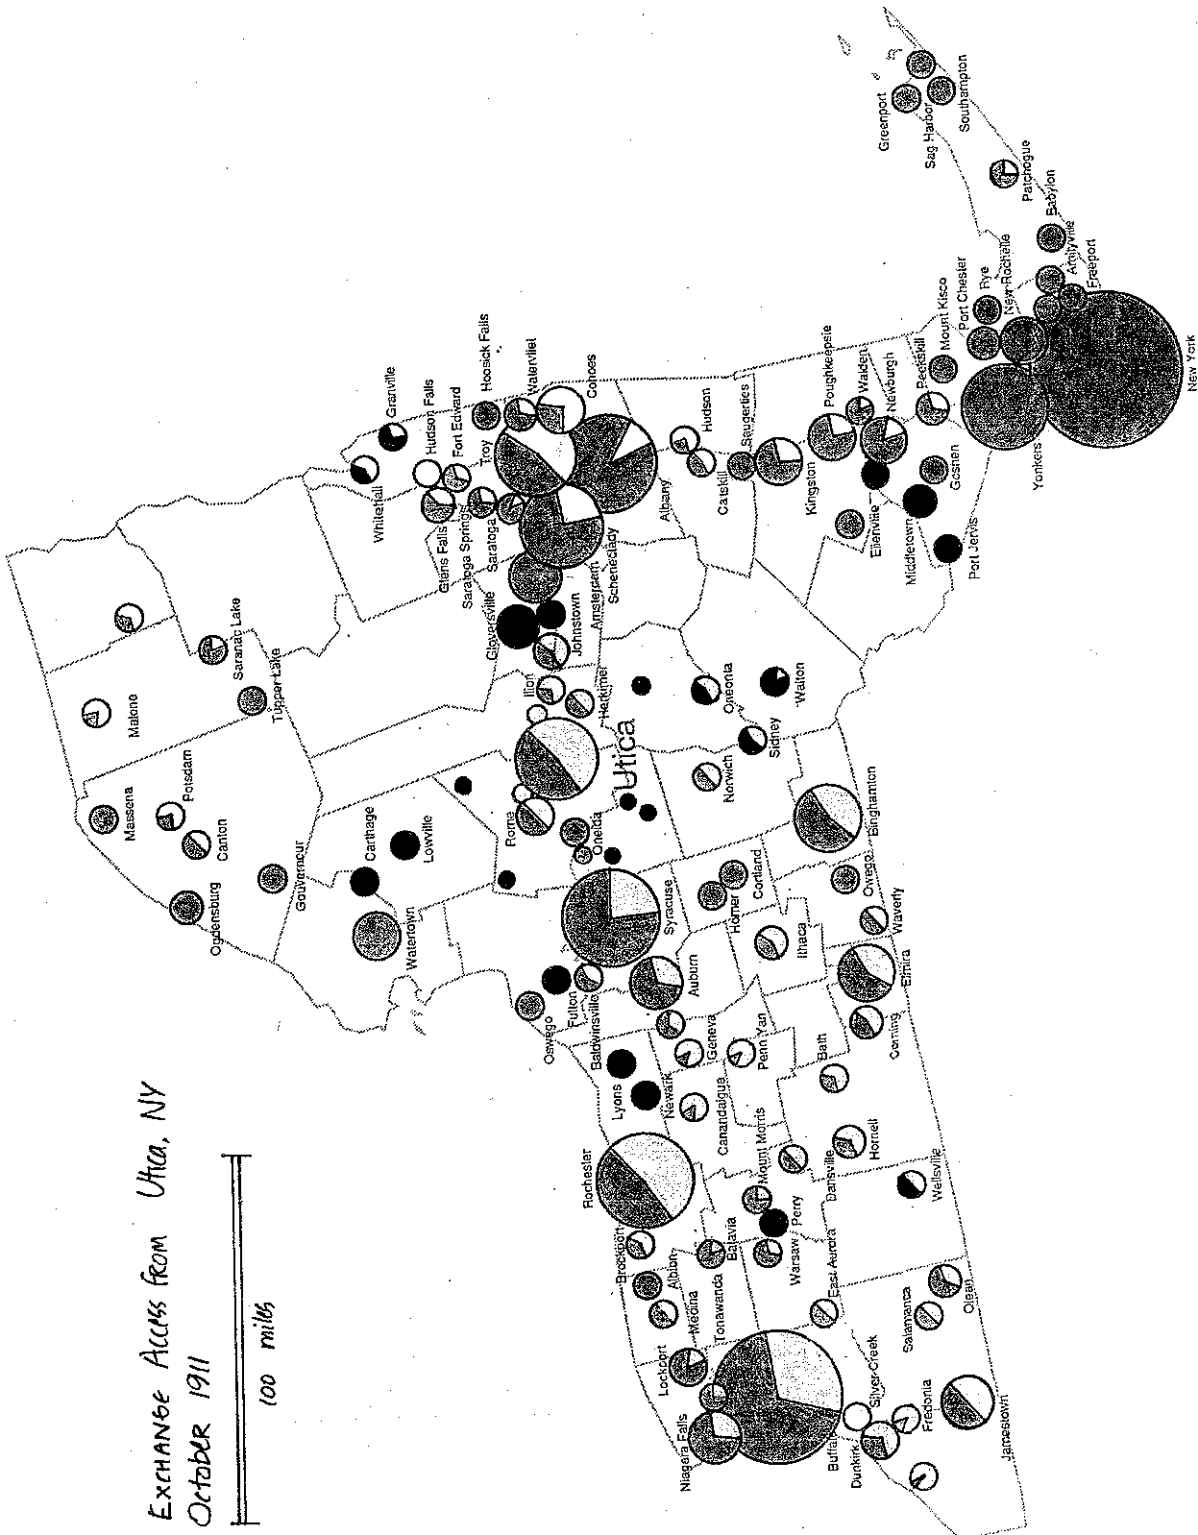 EXCHANGE ACCESS FROM Utica, NY
OCTOBER 1911
100 miles
Massena
Malone
Potsdam
Canton
Ogdensburg
Saranac Lake
Tupper Lake
Gouverneur
Carthage
Lowville
Watertown
Whitehall
Granville
Hudson Falls
Glens Falls
Fort Edward
Saratoga Springs
Saratoga
Troy
Hoosick Falls
Watervliet
Cohoes
Gloversville
Johnstown
Amsterdam
Schenectady
Albany
Ilion
Herkimer
Utica
Rome
Oneida
Oswego
Fulton
Baldwinsville
Syracuse
Lyons
Newark
Auburn
Geneva
Rochester
Brockport
Albion
Medina
Lockport
Tonawanda
Niagara Falls
Buffalo
Batavia
Canandaigua
Penn Yan
Mount Morris
Perry
Warsaw
Dansville
East Aurora
Silver Creek
Dunkirk
Fredonia
Jamestown
Salamanca
Olean
Wellsville
Hornell
Bath
Corning
Elmira
Waverly
Owego
Ithaca
Homer
Cortland
Binghamton
Norwich
Sidney
Oneonta
Walton
Hudson
Catskill
Saugerties
Kingston
Poughkeepsie
Walden
Newburgh
Ellenville
Middletown
Goshen
Port Jervis
Peekskill
Mount Kisco
Port Chester
Rye
New Rochelle
Yonkers
New York
Freeport
Amityville
Babylon
Patchogue
Greenport
Sag Harbor
Southampton